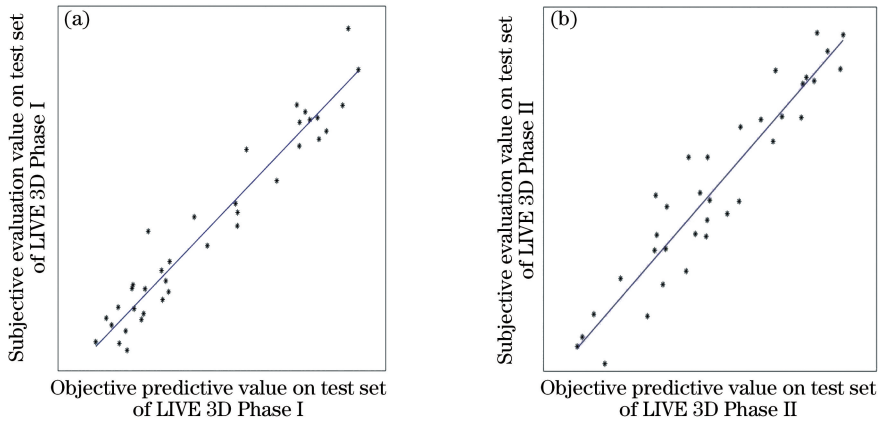 (a)
Subjective evaluation value on test set
of LIVE 3D Phase I
Objective predictive value on test set
of LIVE 3D Phase I
(b)
Subjective evaluation value on test set
of LIVE 3D Phase II
Objective predictive value on test set
of LIVE 3D Phase II